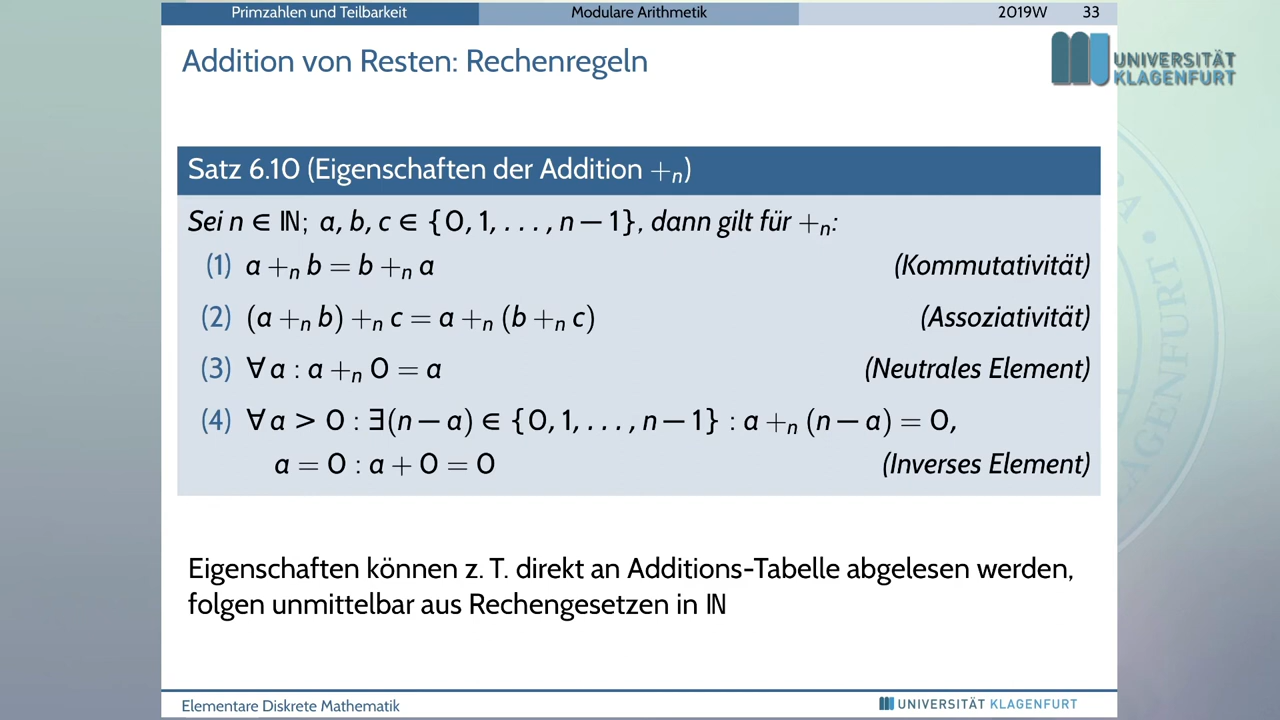 Primzahlen und Teilbarkeit Modulare Arithmetik 2019W 33
Addition von Resten: Rechenregeln
UNIVERSITÄT
KLAGENFURT
Satz 6.10 (Eigenschaften der Addition +ₙ)
Sei n ∈ ℕ; a, b, c ∈ {0, 1, . . . , n − 1}, dann gilt für +ₙ:
(1) a +ₙ b = b +ₙ a (Kommutativität)
(2) (a +ₙ b) +ₙ c = a +ₙ (b +ₙ c) (Assoziativität)
(3) ∀ a : a +ₙ 0 = a (Neutrales Element)
(4) ∀ a > 0 : ∃(n − a) ∈ {0, 1, . . . , n − 1} : a +ₙ (n − a) = 0,
a = 0 : a + 0 = 0 (Inverses Element)
Eigenschaften können z. T. direkt an Additions-Tabelle abgelesen werden,
folgen unmittelbar aus Rechengesetzen in ℕ
Elementare Diskrete Mathematik UNIVERSITÄT KLAGENFURT